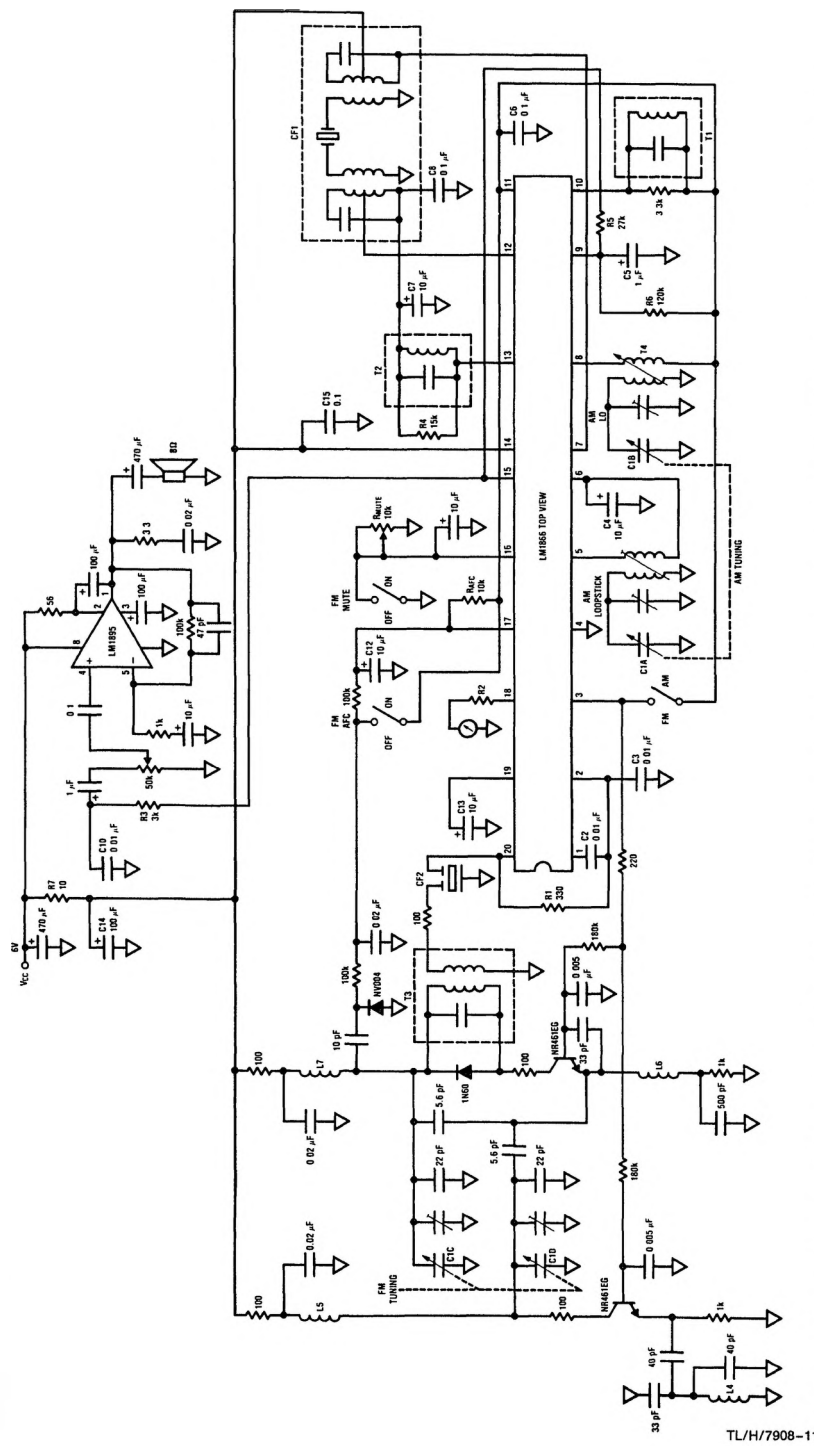 VCC
6V
470 µF
R7
10
C14
100 µF
C10
0 01 µF
R3
3k
1 µF
50k
0 1
1k
10 µF
LM1895
4
+
5
−
8
2
1
3
56
100 µF
100 µF
100k
47 pF
3 3
0 02 µF
470 µF
8Ω
CF1
C8
0 1 µF
C7
10 µF
T2
R4
15k
C15
0.1
C6
0 1 µF
FM
MUTE
ON
OFF
RMUTE
10k
10 µF
RAFC
10k
C12
10 µF
100k
FM
AFC
ON
OFF
R2
C13
10 µF
CF2
100
R1
330
C2
0 01 µF
C3
0 01 µF
20
19
18
17
16
15
14
13
12
11
LM1866 TOP VIEW
1
2
3
4
5
6
7
8
9
10
FM
AM
C1A
AM
LOOPSTICK
C4
10 µF
AM TUNING
C1B
AM
LO
T4
R6
120k
C5
1 µF
R5
27k
3 3k
T1
100
0 02 µF
L7
10 pF
NV004
100k
0 02 µF
T3
1N60
100
NR461EG
33 pF
0 005
µF
180k
220
L6
500 pF
1k
5.6 pF
5.6 pF
22 pF
22 pF
C1C
C1D
FM
TUNING
100
0.02 µF
L5
100
NR461EG
0 005 µF
180k
1k
40 pF
40 pF
33 pF
L4
TL/H/7908–11